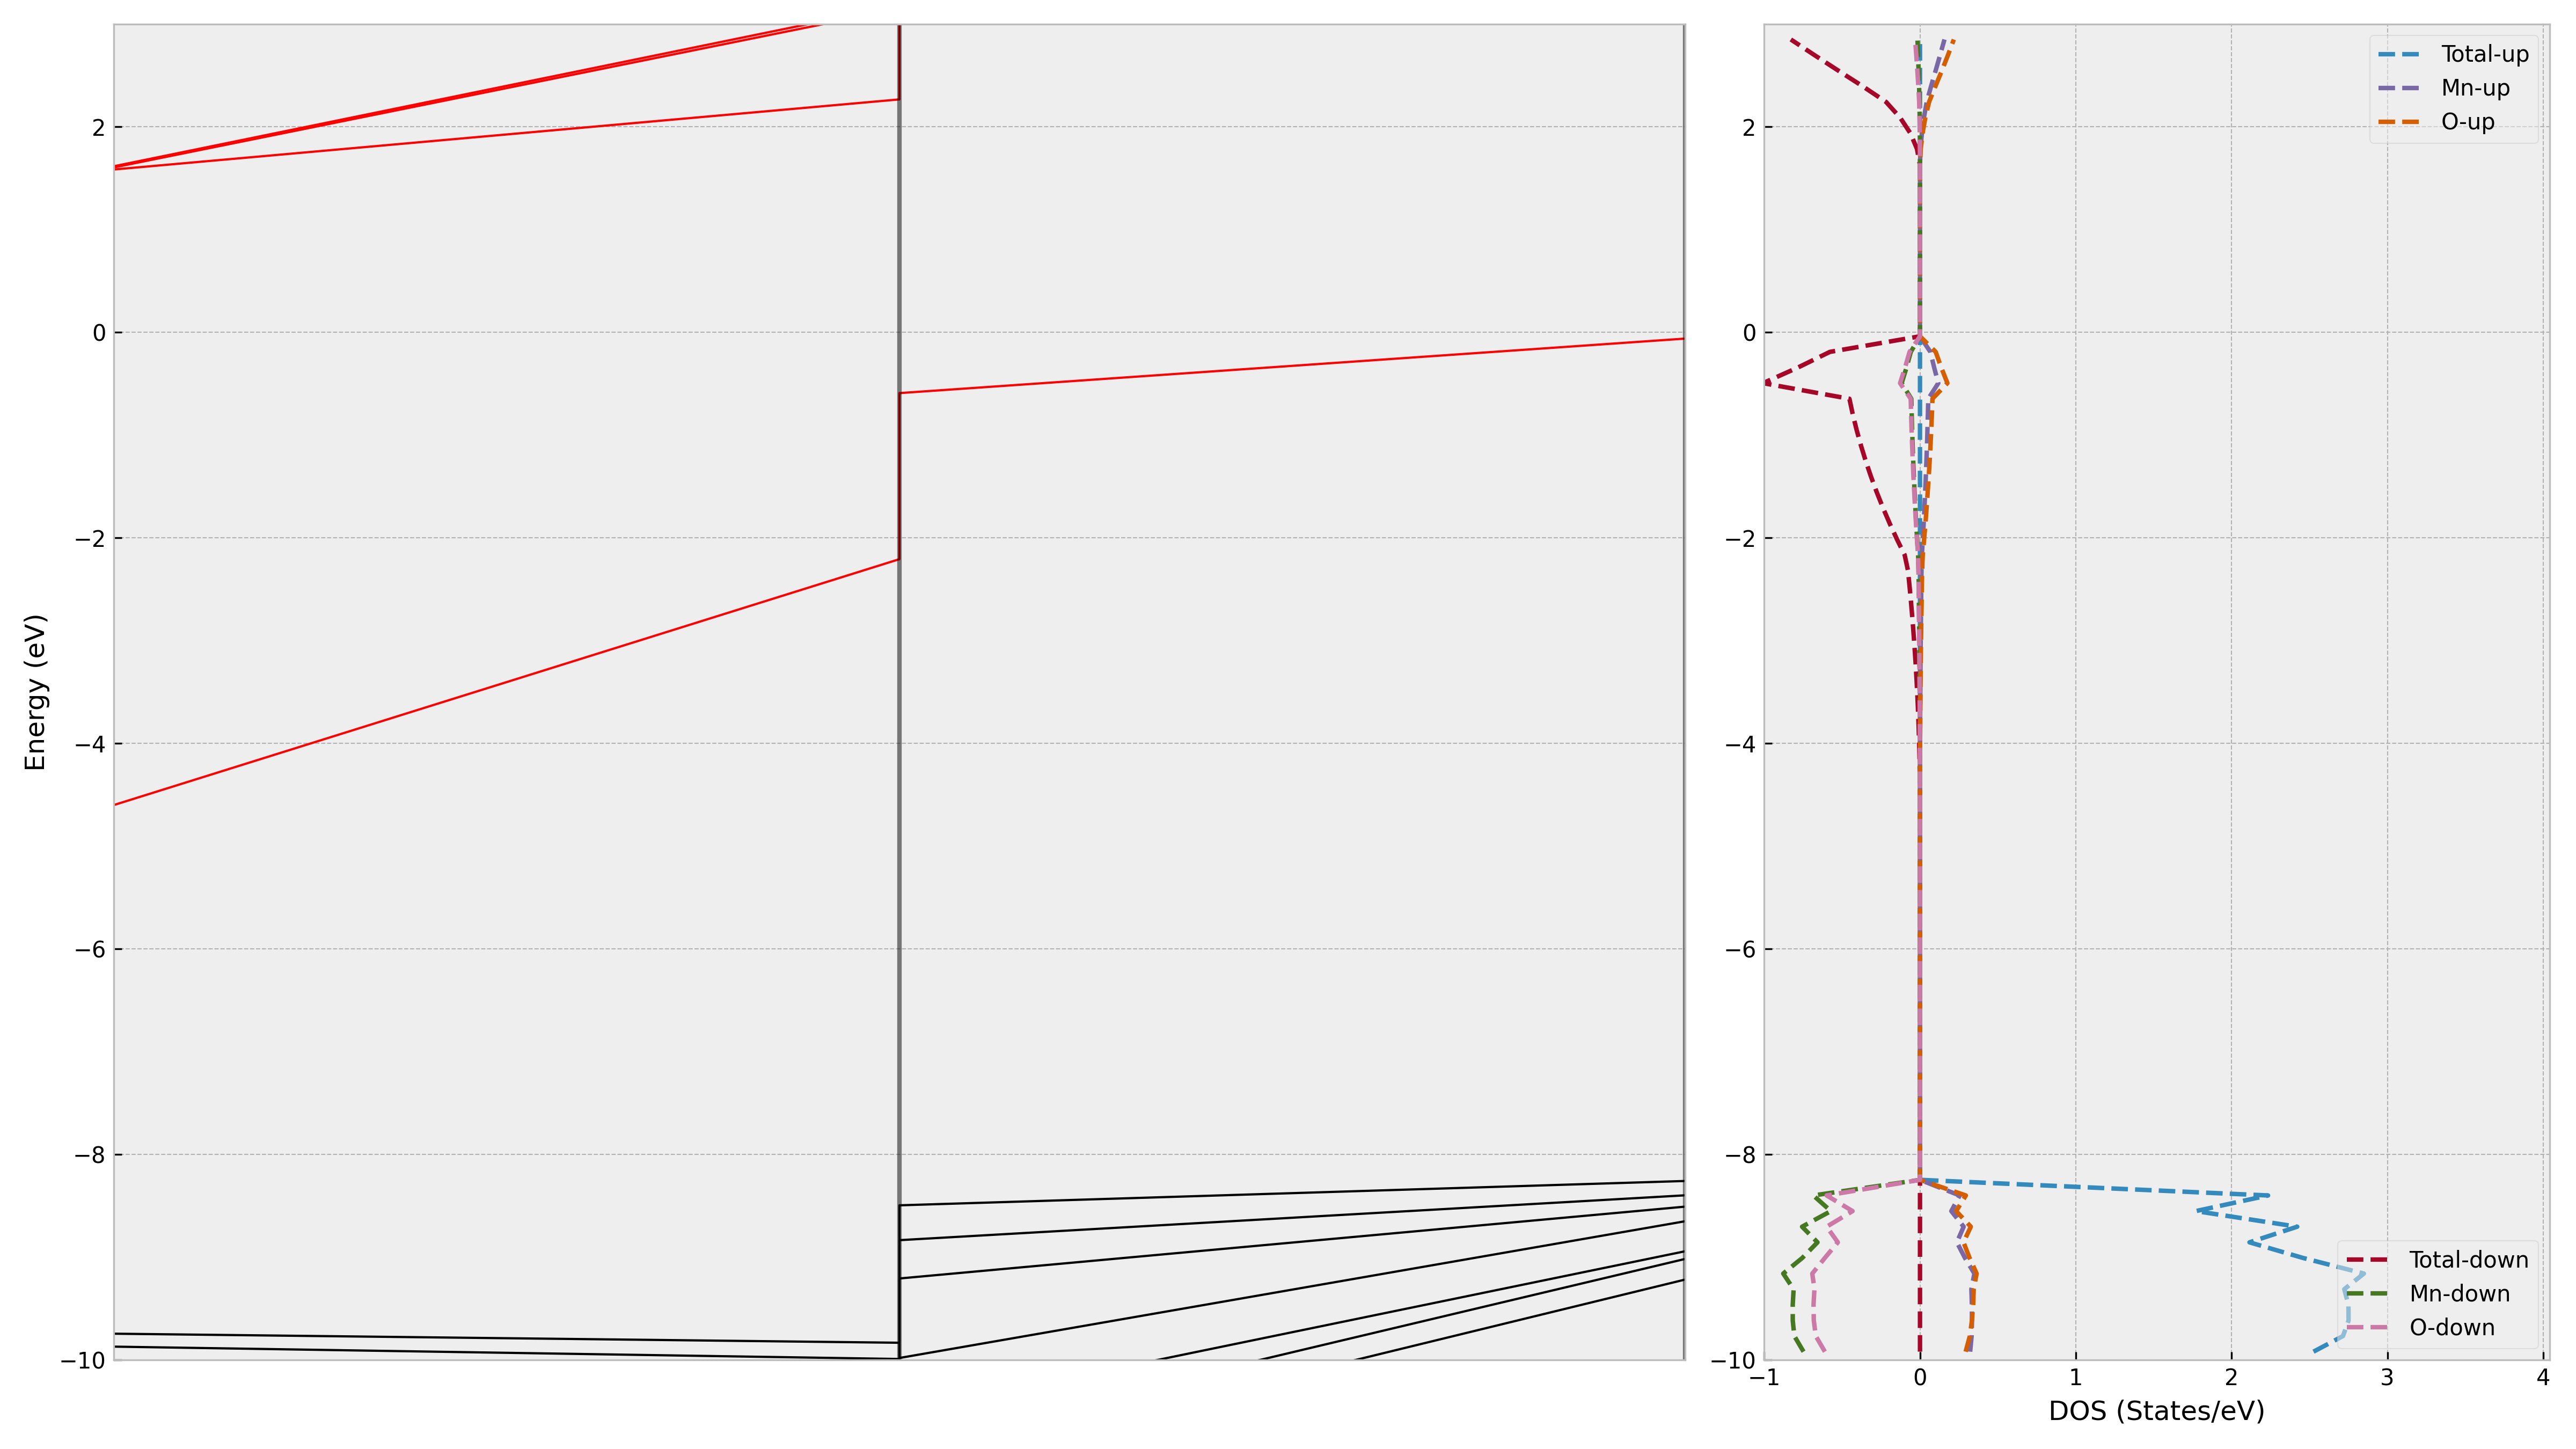 Energy (eV)
2
0
−2
−4
−6
−8
−10
2
0
−2
−4
−6
−8
−10
Total-up
Mn-up
O-up
Total-down
Mn-down
O-down
−1
0
1
2
3
4
DOS (States/eV)